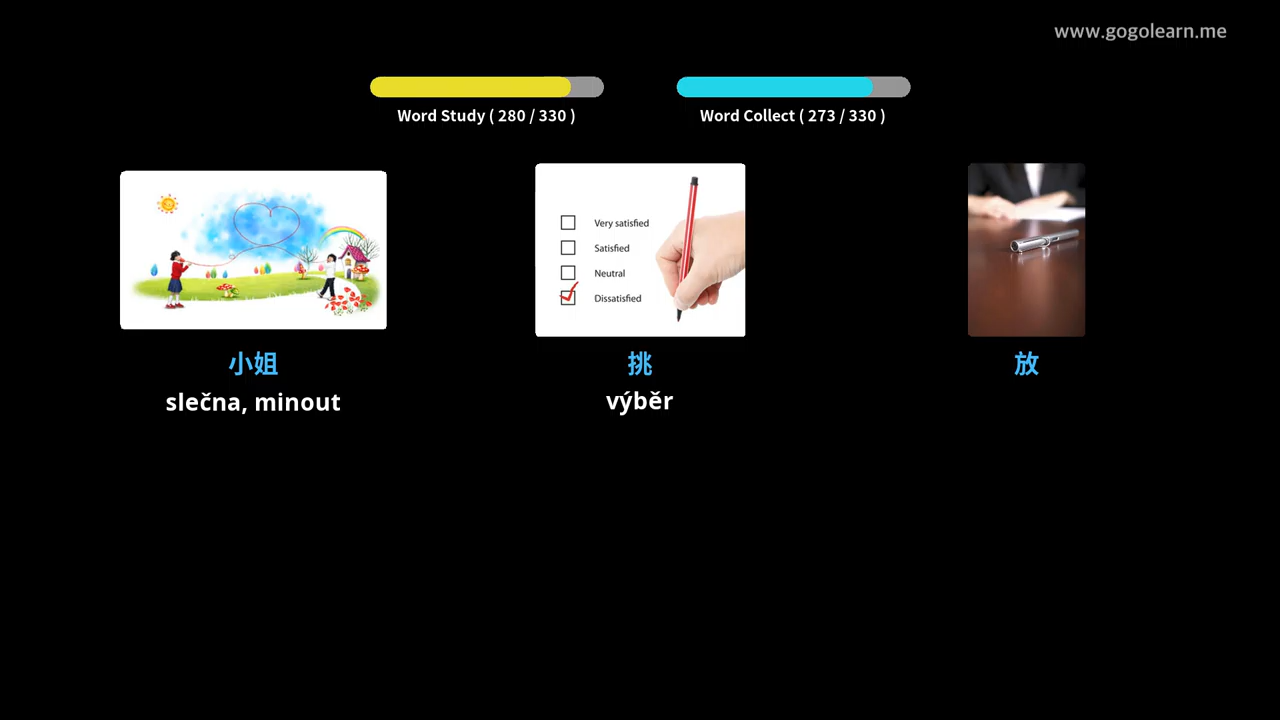 www.gogolearn.me
Word Study ( 280 / 330 )
Word Collect ( 273 / 330 )
Very satisfied
Satisfied
Neutral
Dissatisfied
小姐
挑
放
slečna, minout
výběr